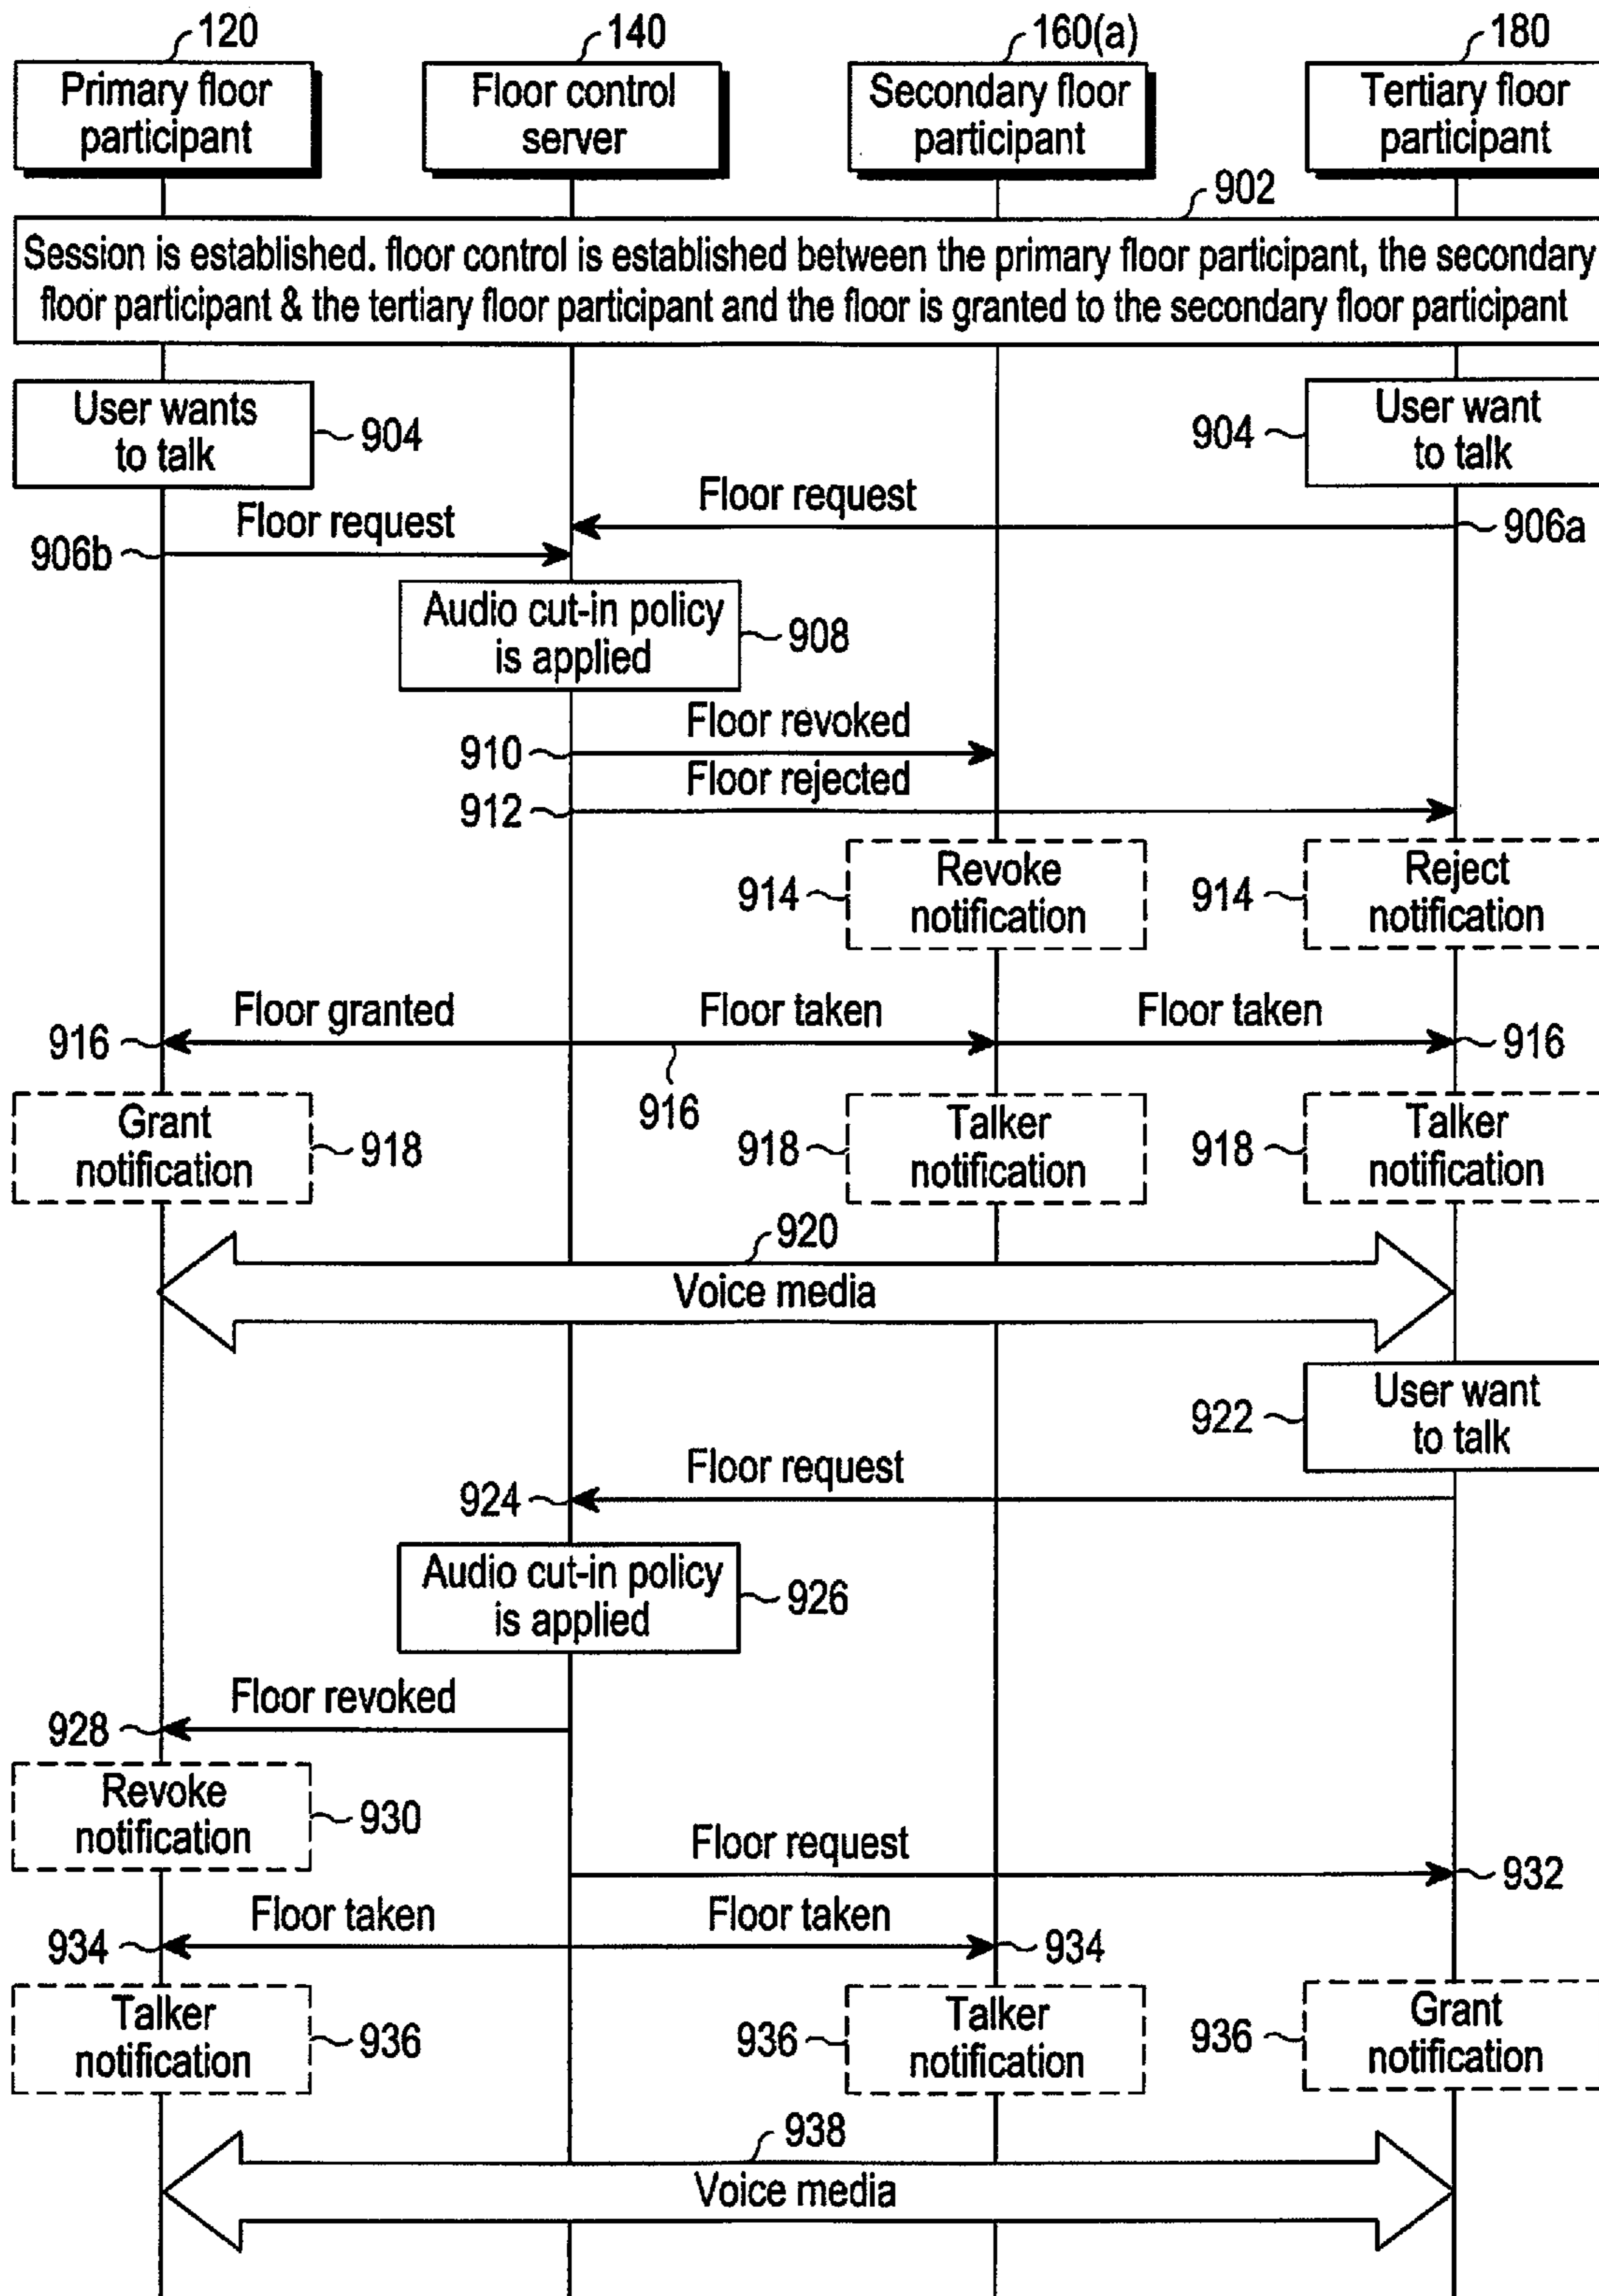 120
140
160(a)
180
Primary floor
participant
Floor control
server
Secondary floor
participant
Tertiary floor
participant
902
Session is established. floor control is established between the primary floor participant, the secondary
floor participant & the tertiary floor participant and the floor is granted to the secondary floor participant
User wants
to talk
904
904
User want
to talk
Floor request
906a
Floor request
906b
Audio cut-in policy
is applied
908
Floor revoked
910
Floor rejected
912
914
Revoke
notification
914
Reject
notification
Floor granted
Floor taken
Floor taken
916
916
916
Grant
notification
918
918
Talker
notification
918
Talker
notification
920
Voice media
922
User want
to talk
Floor request
924
Audio cut-in policy
is applied
926
Floor revoked
928
Revoke
notification
930
Floor request
932
Floor taken
Floor taken
934
934
Talker
notification
936
936
Talker
notification
936
Grant
notification
938
Voice media